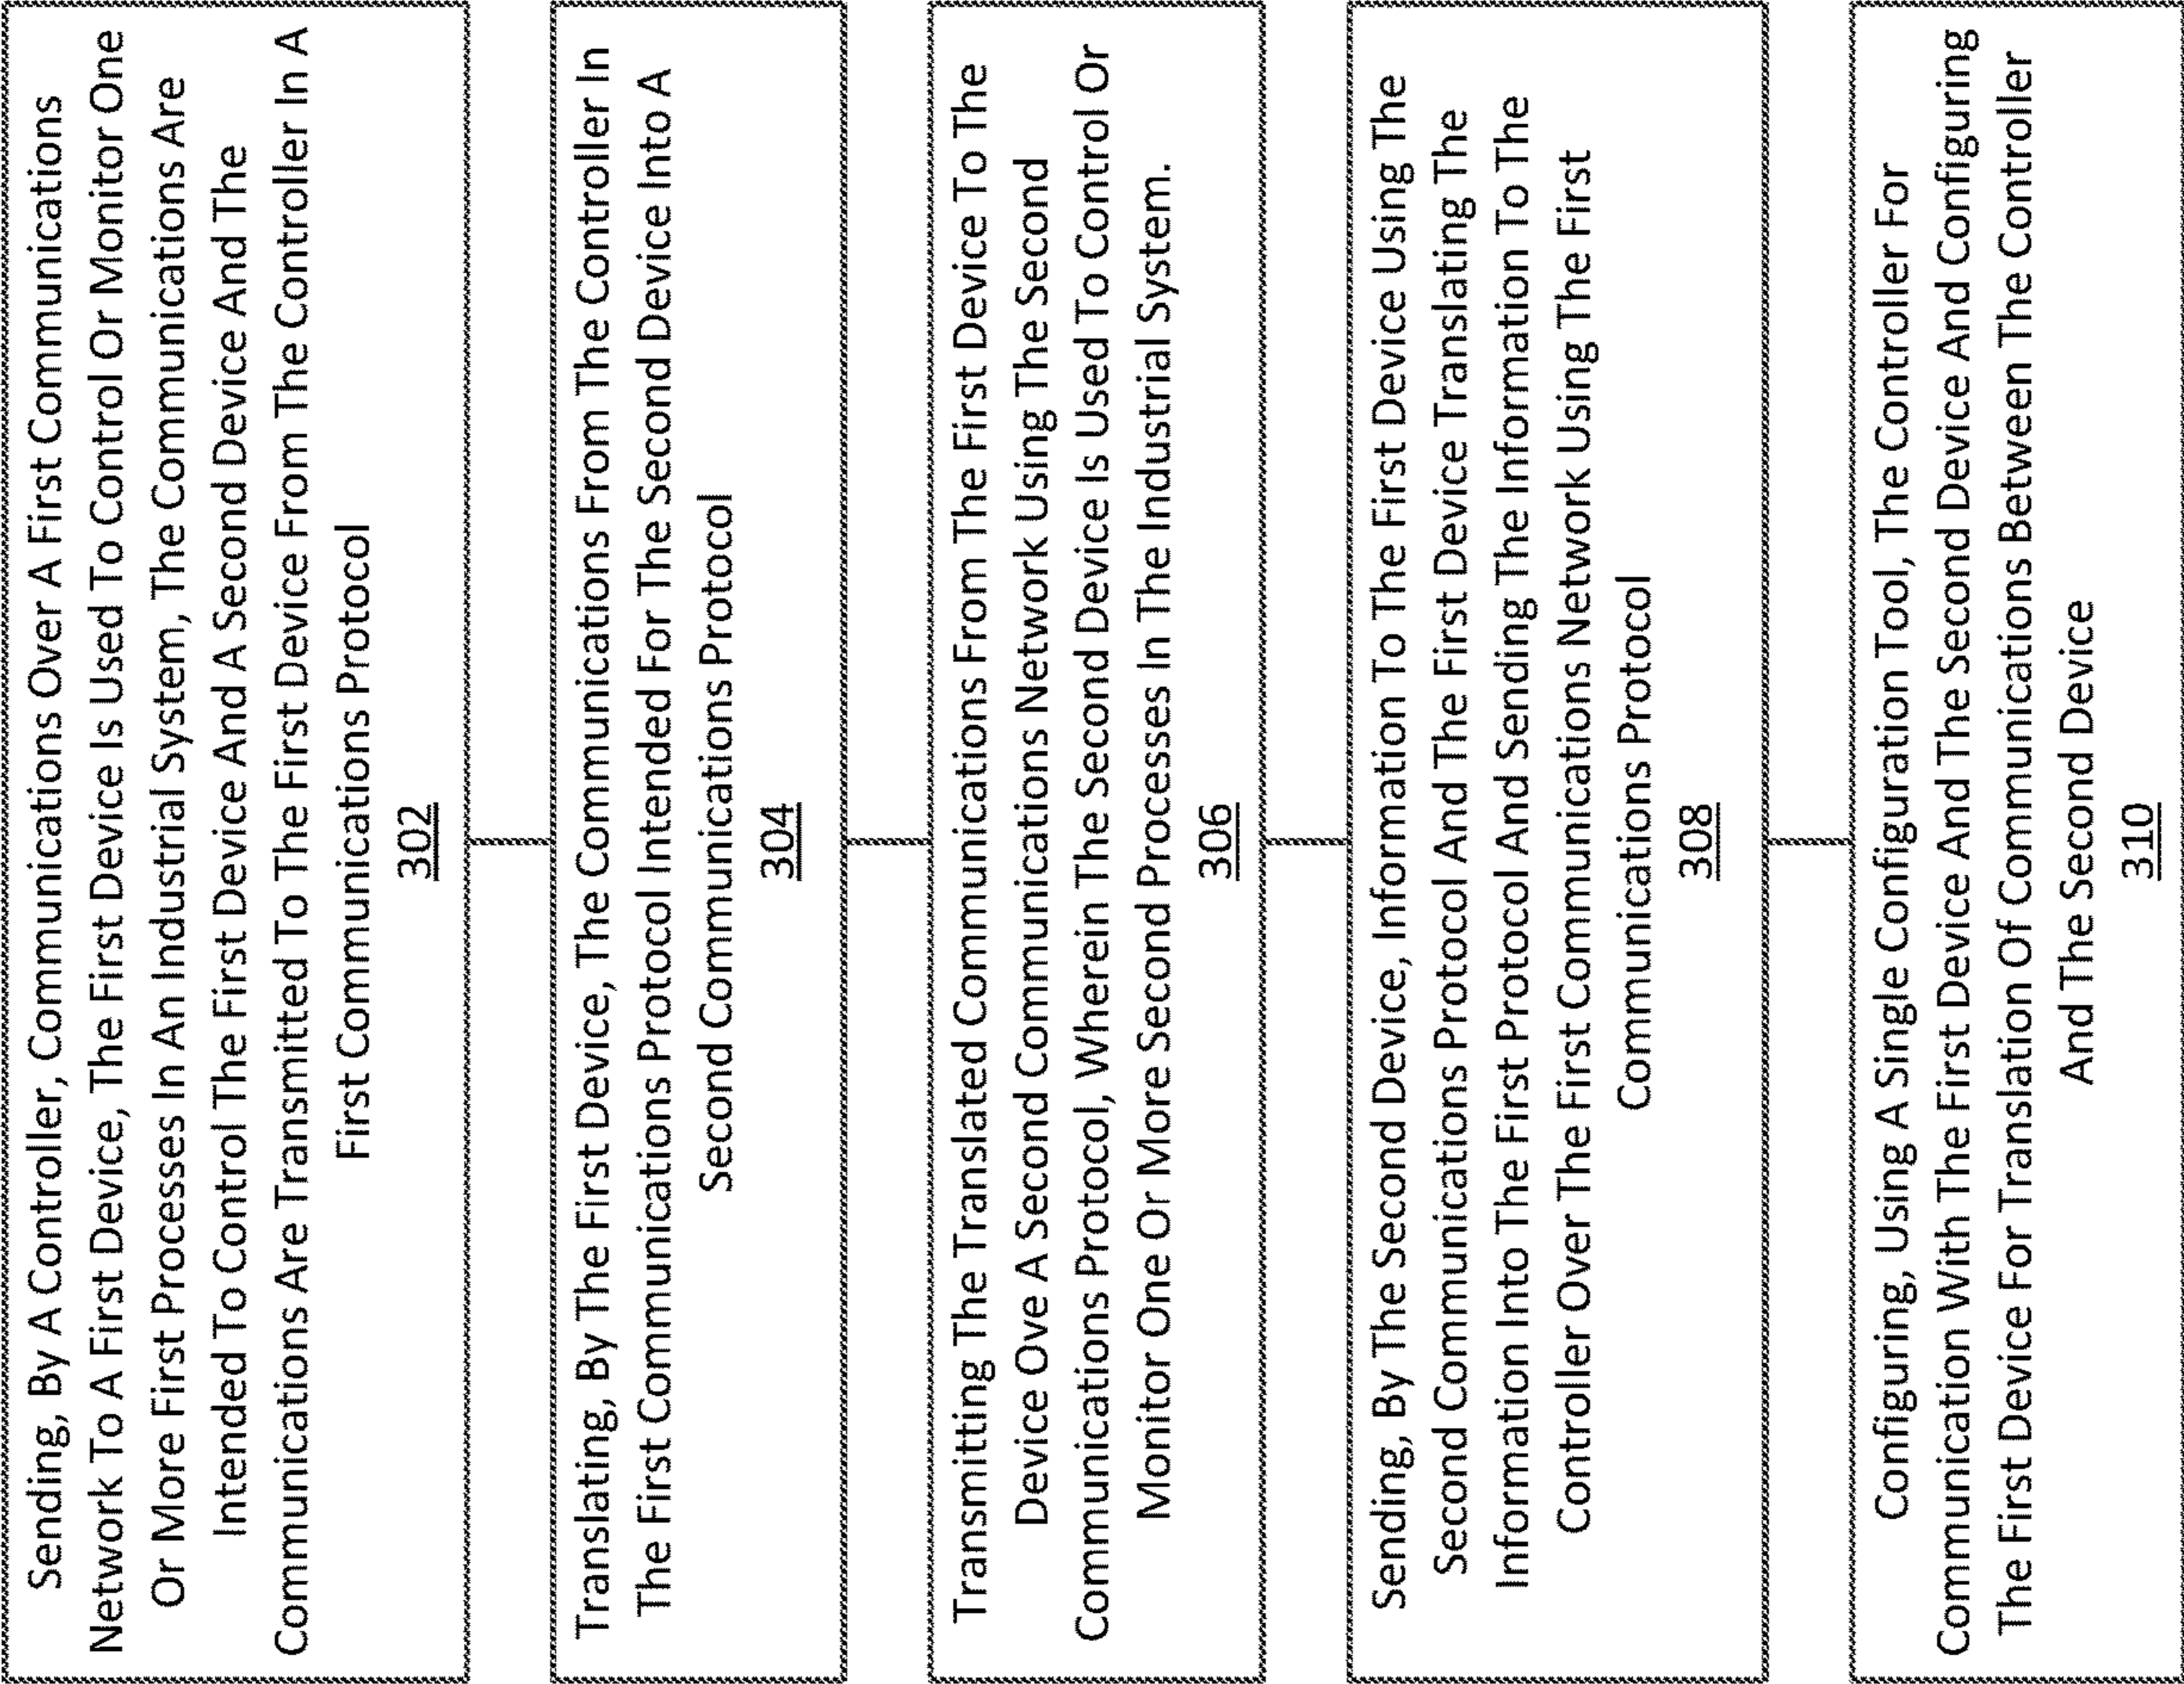 Sending, By A Controller, Communications Over A First Communications
Network To A First Device, The First Device Is Used To Control Or Monitor One
Or More First Processes In An Industrial System, The Communications Are
Intended To Control The First Device And A Second Device And The
Communications Are Transmitted To The First Device From The Controller In A
First Communications Protocol
302
Translating, By The First Device, The Communications From The Controller In
The First Communications Protocol Intended For The Second Device Into A
Second Communications Protocol
304
Transmitting The Translated Communications From The First Device To The
Device Ove A Second Communications Network Using The Second
Communications Protocol, Wherein The Second Device Is Used To Control Or
Monitor One Or More Second Processes In The Industrial System.
306
Sending, By The Second Device, Information To The First Device Using The
Second Communications Protocol And The First Device Translating The
Information Into The First Protocol And Sending The Information To The
Controller Over The First Communications Network Using The First
Communications Protocol
308
Configuring, Using A Single Configuration Tool, The Controller For
Communication With The First Device And The Second Device And Configuring
The First Device For Translation Of Communications Between The Controller
And The Second Device
310